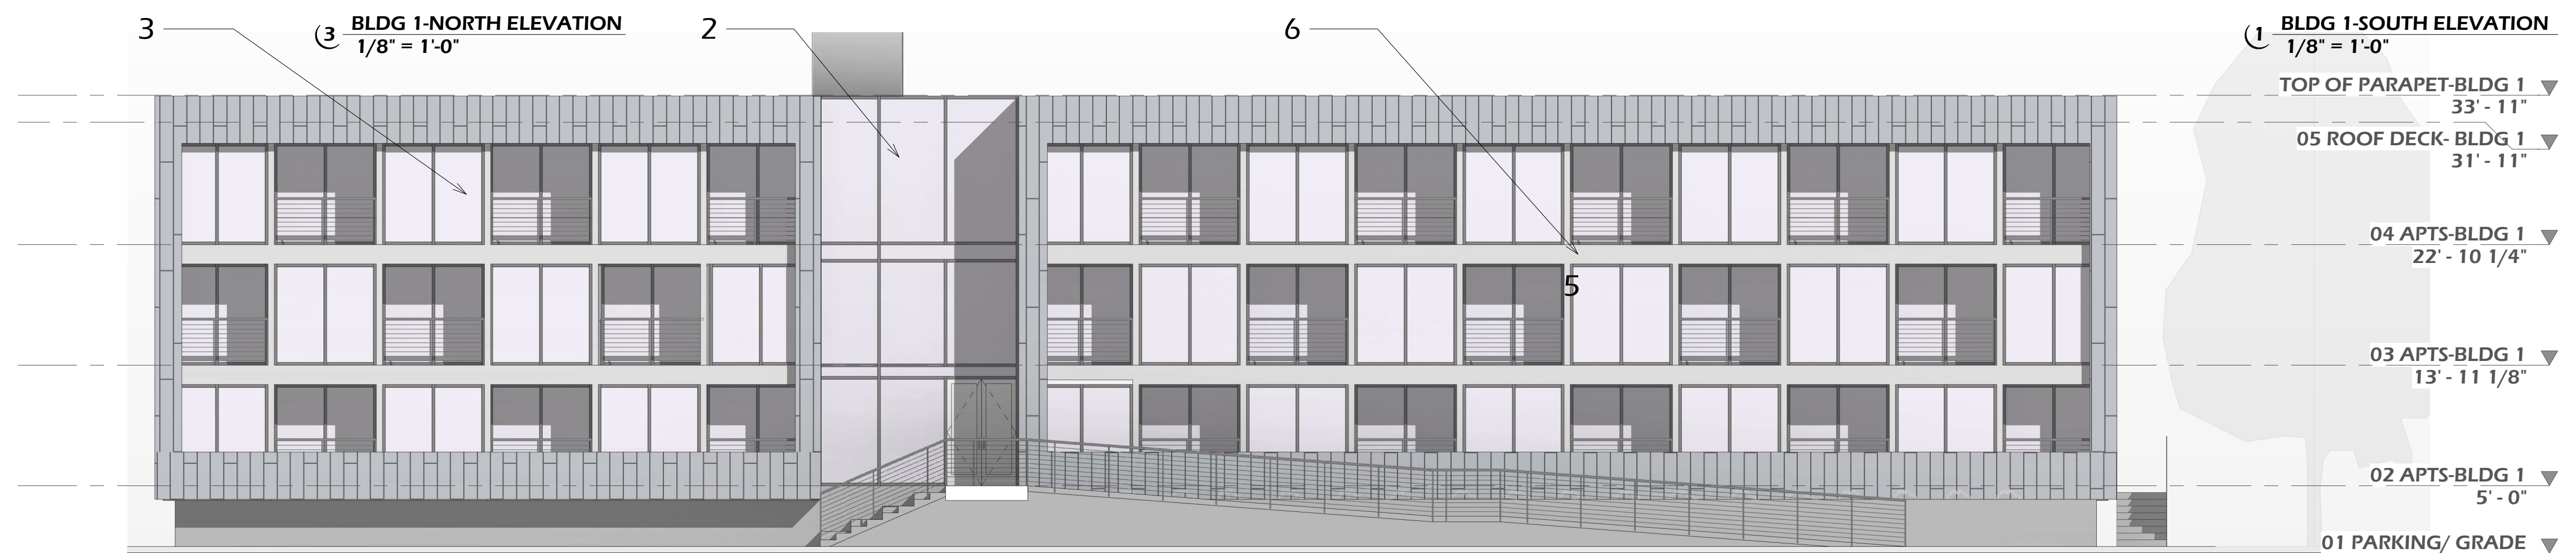 3
3 BLDG 1-NORTH ELEVATION
1/8" = 1'-0"
2
6
1 BLDG 1-SOUTH ELEVATION
1/8" = 1'-0"
TOP OF PARAPET-BLDG 1
33' - 11"
05 ROOF DECK- BLDG 1
31' - 11"
04 APTS-BLDG 1
22' - 10 1/4"
5
03 APTS-BLDG 1
13' - 11 1/8"
02 APTS-BLDG 1
5' - 0"
01 PARKING/ GRADE